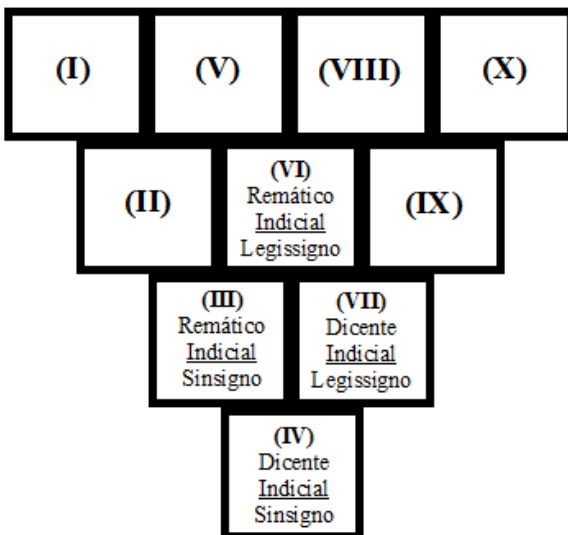 (I)
(V)
(VIII)
(X)
(II)
(VI)
Remático
Indicial
Legissigno
(IX)
(III)
Remático
Indicial
Sinsigno
(VII)
Dicente
Indicial
Legissigno
(IV)
Dicente
Indicial
Sinsigno